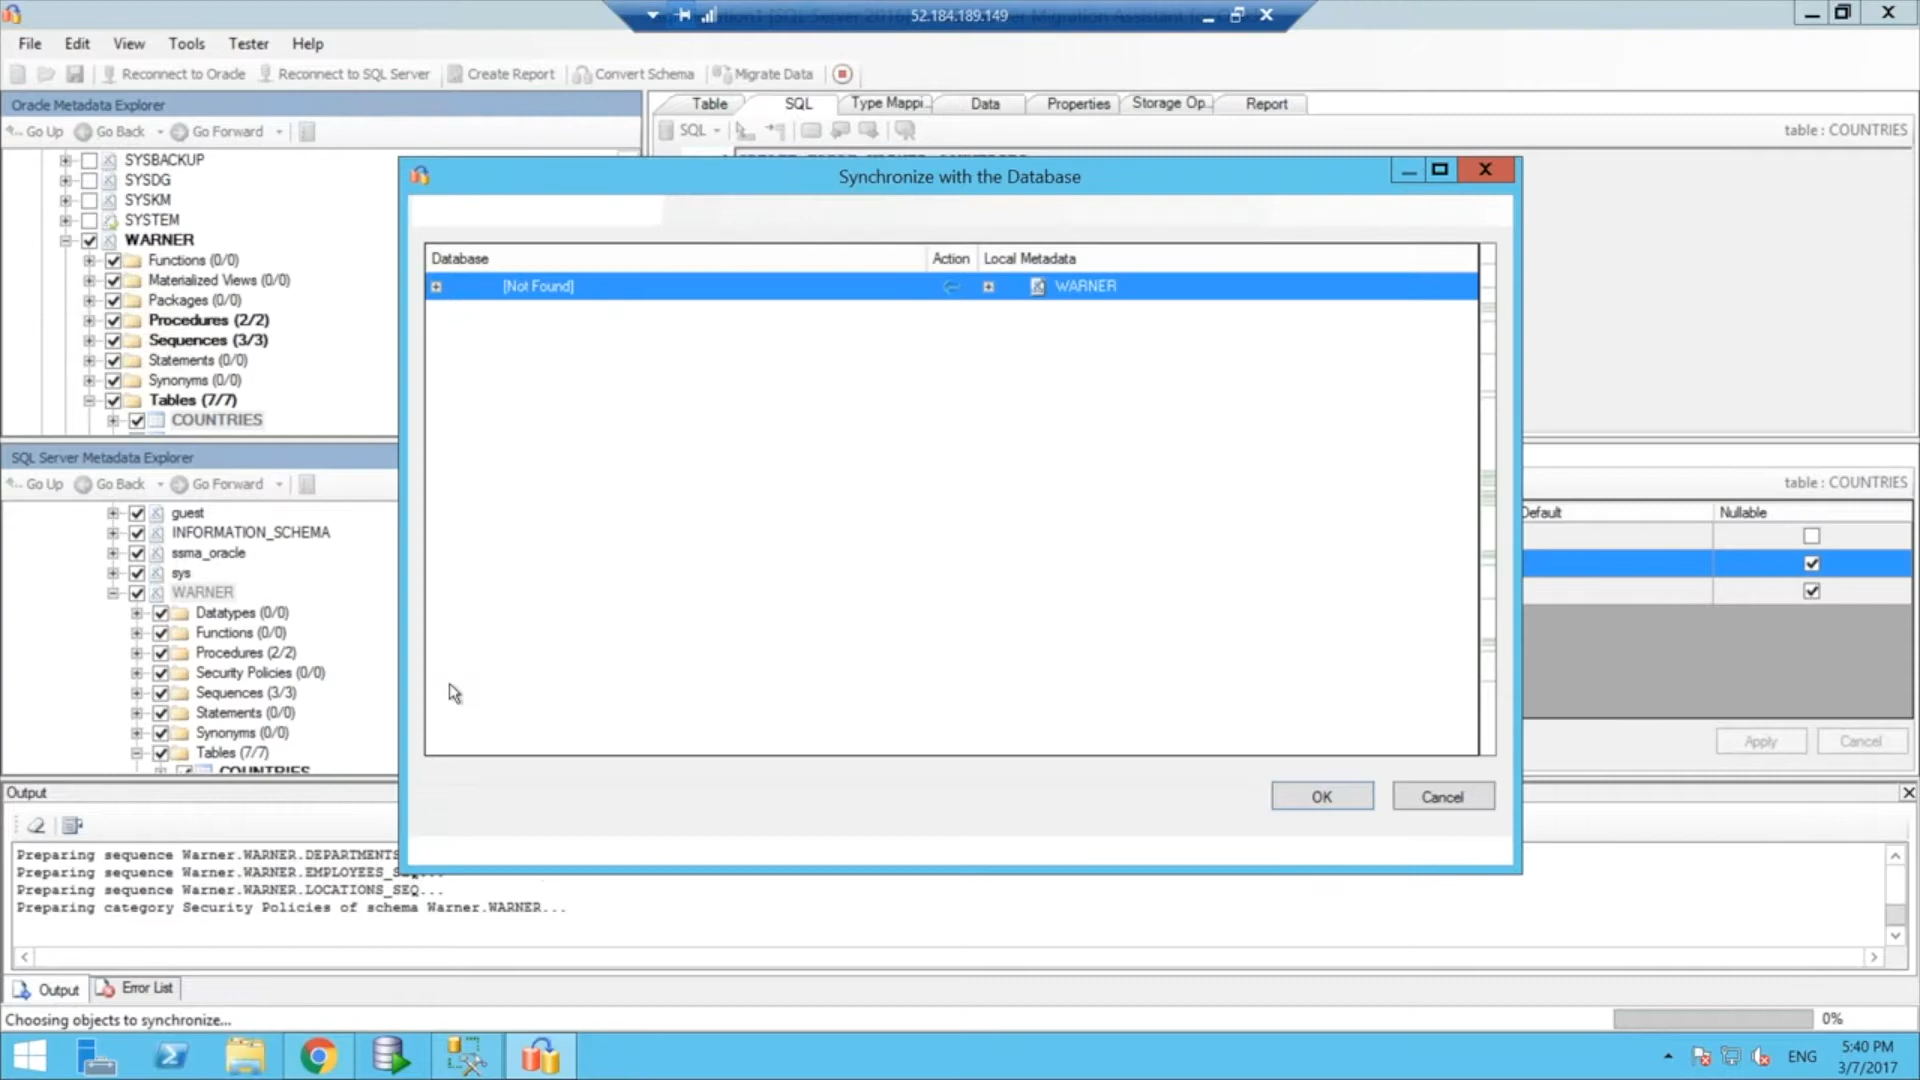 52.184.189.149
File Edit View Tools Tester Help
Reconnect to Oracle Reconnect to SQL Server Create Report Convert Schema Migrate Data
Oracle Metadata Explorer
Go Up Go Back Go Forward
SYSBACKUP
SYSDG
SYSKM
SYSTEM
WARNER
Functions (0/0)
Materialized Views (0/0)
Packages (0/0)
Procedures (2/2)
Sequences (3/3)
Statements (0/0)
Synonyms (0/0)
Tables (7/7)
COUNTRIES
Table SQL Type Mappi... Data Properties Storage Op... Report
SQL
table : COUNTRIES
Synchronize with the Database
Database Action Local Metadata
[Not Found] WARNER
OK Cancel
SQL Server Metadata Explorer
Go Up Go Back Go Forward
guest
INFORMATION_SCHEMA
ssma_oracle
sys
WARNER
Datatypes (0/0)
Functions (0/0)
Procedures (2/2)
Security Policies (0/0)
Sequences (3/3)
Statements (0/0)
Synonyms (0/0)
Tables (7/7)
COUNTRIES
table : COUNTRIES
Default Nullable
Apply Cancel
Output
Preparing sequence Warner.WARNER.DEPARTMENTS
Preparing sequence Warner.WARNER.EMPLOYEES_SEQ...
Preparing sequence Warner.WARNER.LOCATIONS_SEQ...
Preparing category Security Policies of schema Warner.WARNER...
Output Error List
Choosing objects to synchronize...
0%
ENG
5:40 PM
3/7/2017